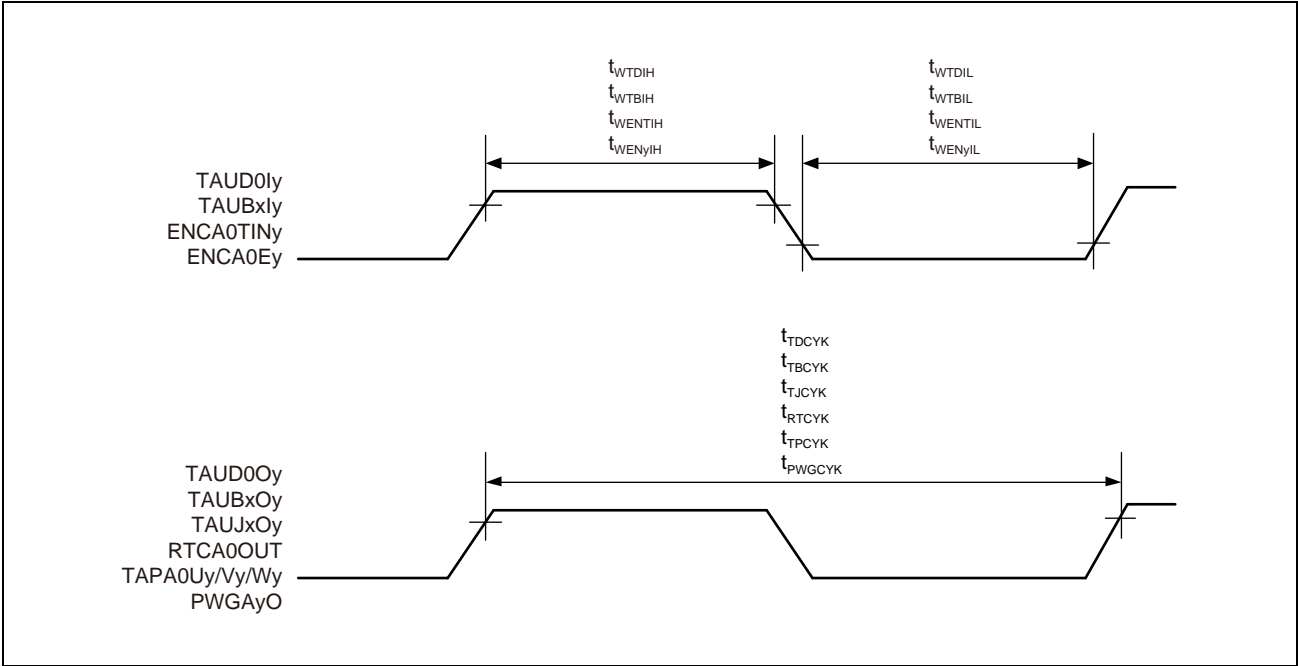 tWTDIH
tWTBIH
tWENTIH
tWENyIH
tWTDIL
tWTBIL
tWENTIL
tWENyIL
TAUD0Iy
TAUBxIy
ENCA0TINy
ENCA0Ey
tTDCYK
tTBCYK
tTJCYK
tRTCYK
tTPCYK
tPWGCYK
TAUD0Oy
TAUBxOy
TAUJxOy
RTCA0OUT
TAPA0Uy/Vy/Wy
PWGAyO